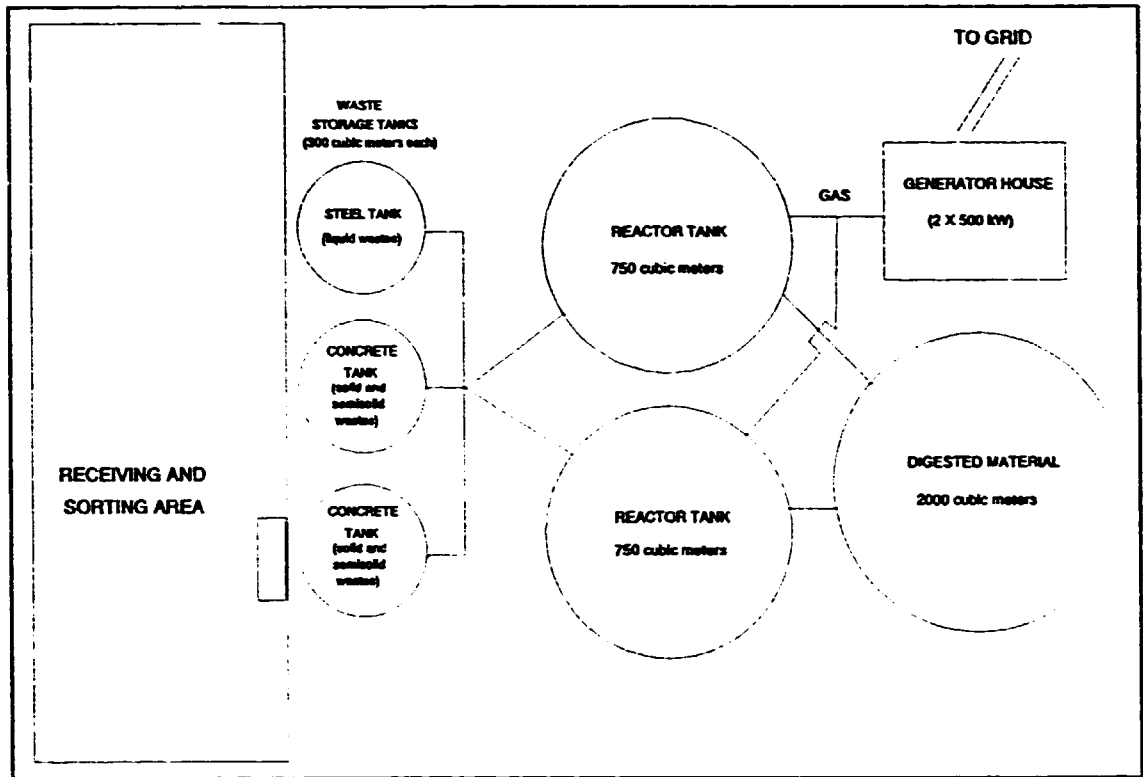 TO GRID
WASTE
STORAGE TANKS
(300 cubic meters each)
STEEL TANK
(liquid wastes)
CONCRETE
TANK
(solid and
semisolid
wastes)
CONCRETE
TANK
(solid and
semisolid
wastes)
RECEIVING AND
SORTING AREA
REACTOR TANK
750 cubic meters
REACTOR TANK
750 cubic meters
GAS
GENERATOR HOUSE
(2 X 500 kW)
DIGESTED MATERIAL
2000 cubic meters